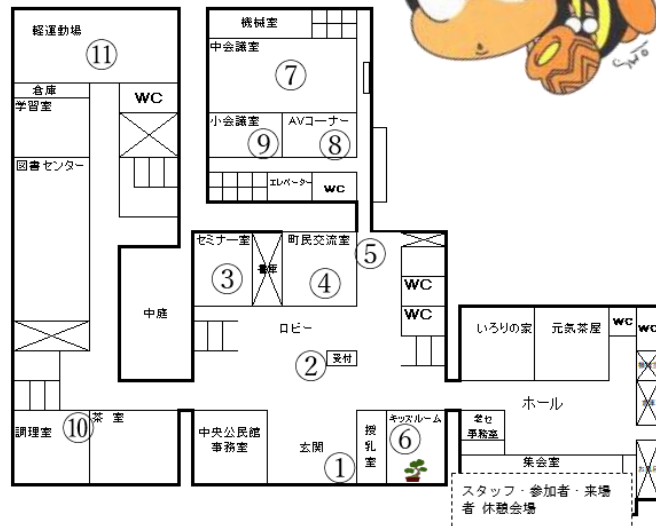 軽運動場
⑪
倉庫
学習室
WC
図書センター
機械室
中会議室
⑦
小会議室
⑨
AVコーナー
⑧
エレベーター
WC
セミナー室
③
書庫
町民交流室
④
⑤
WC
WC
中庭
ロビー
②
受付
いろりの家
元気茶屋
WC
WC
ホール
老セ
事務室
集会室
調理室
⑩
茶 室
中央公民館
事務室
玄関
①
授
乳
室
キッズルーム
⑥
スタッフ・参加者・来場
者 休憩会場